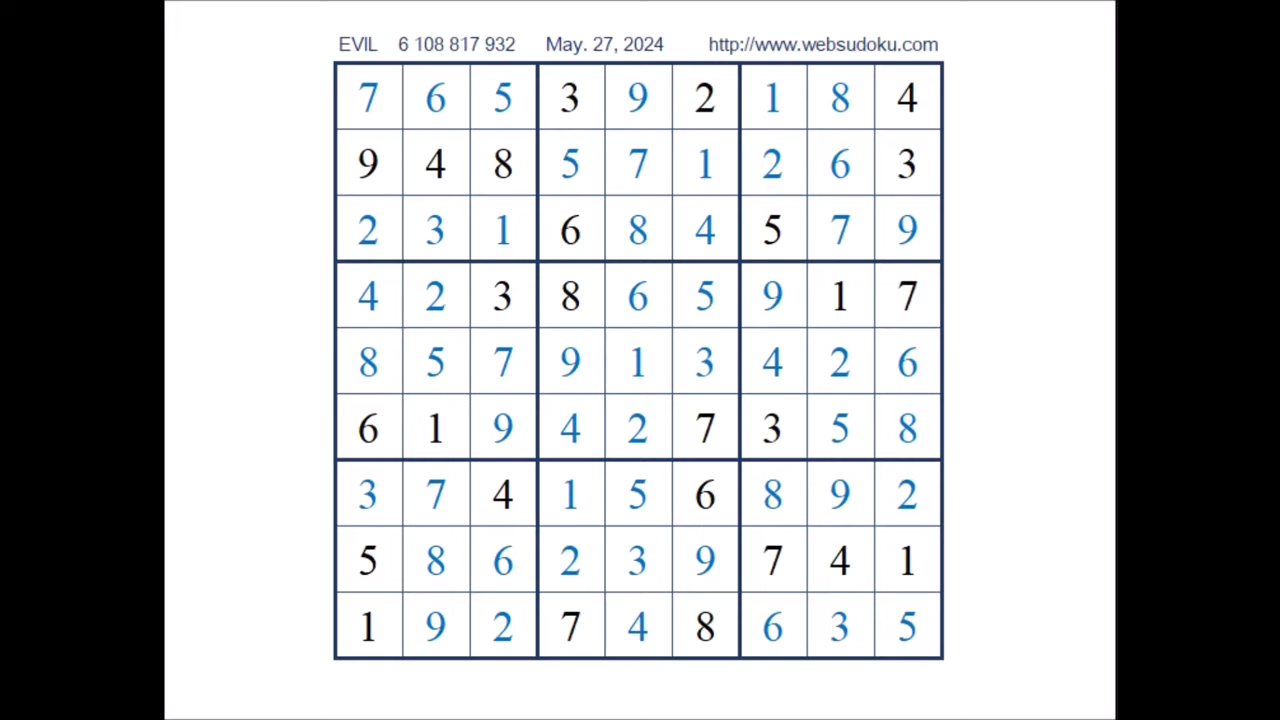 EVIL 6 108 817 932 May. 27, 2024 http://www.websudoku.com
7 6 5 3 9 2 1 8 4
9 4 8 5 7 1 2 6 3
2 3 1 6 8 4 5 7 9
4 2 3 8 6 5 9 1 7
8 5 7 9 1 3 4 2 6
6 1 9 4 2 7 3 5 8
3 7 4 1 5 6 8 9 2
5 8 6 2 3 9 7 4 1
1 9 2 7 4 8 6 3 5